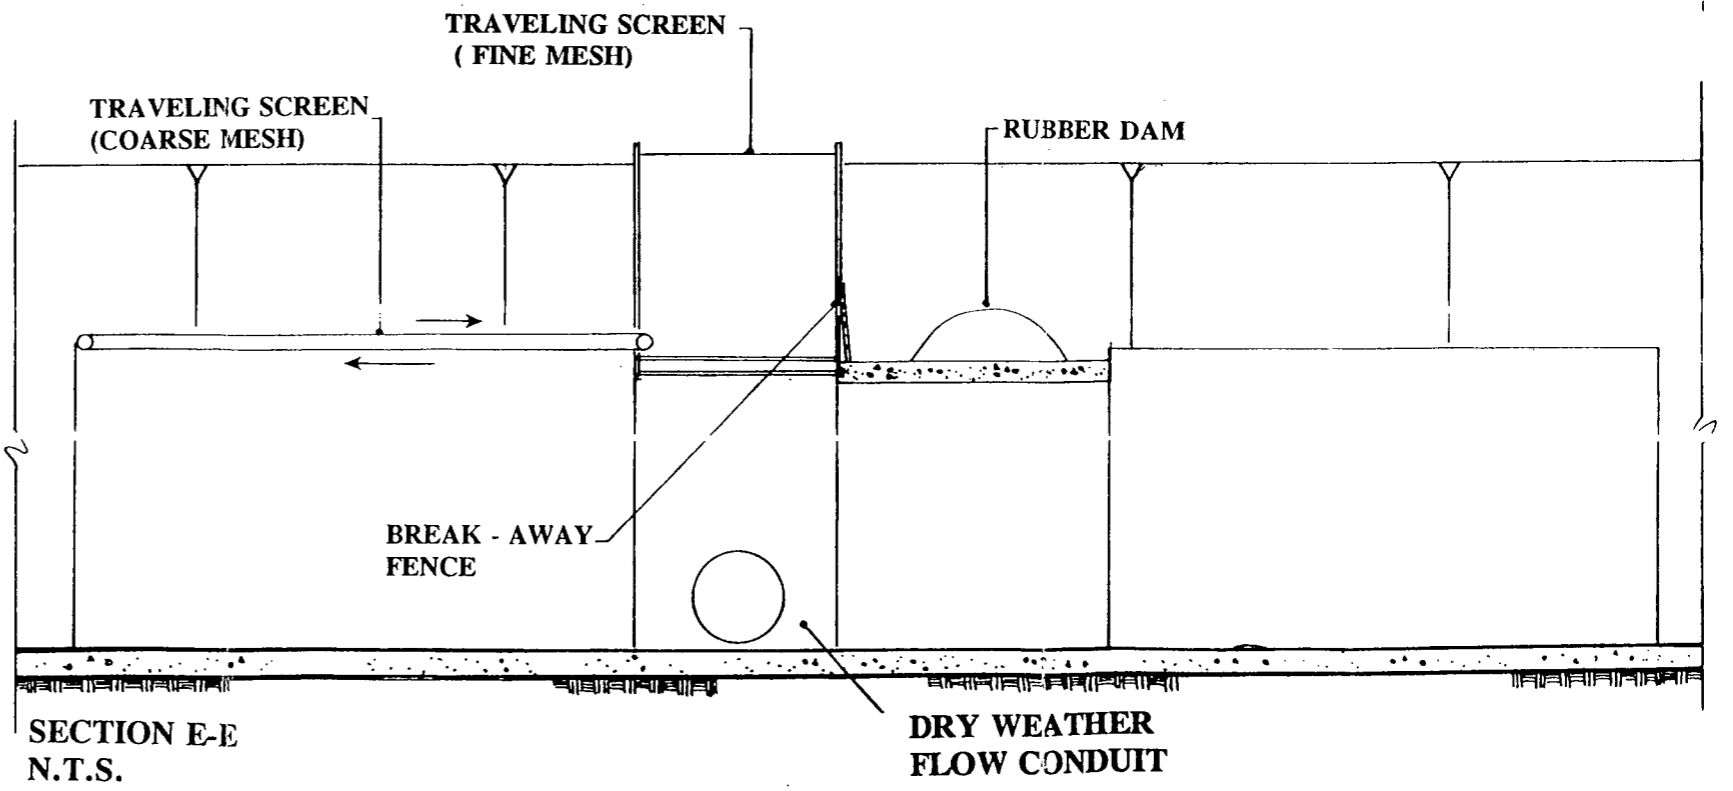 TRAVELING SCREEN
( FINE MESH)
TRAVELING SCREEN
(COARSE MESH)
RUBBER DAM
BREAK - AWAY
FENCE
DRY WEATHER
FLOW CONDUIT
SECTION E-E
N.T.S.